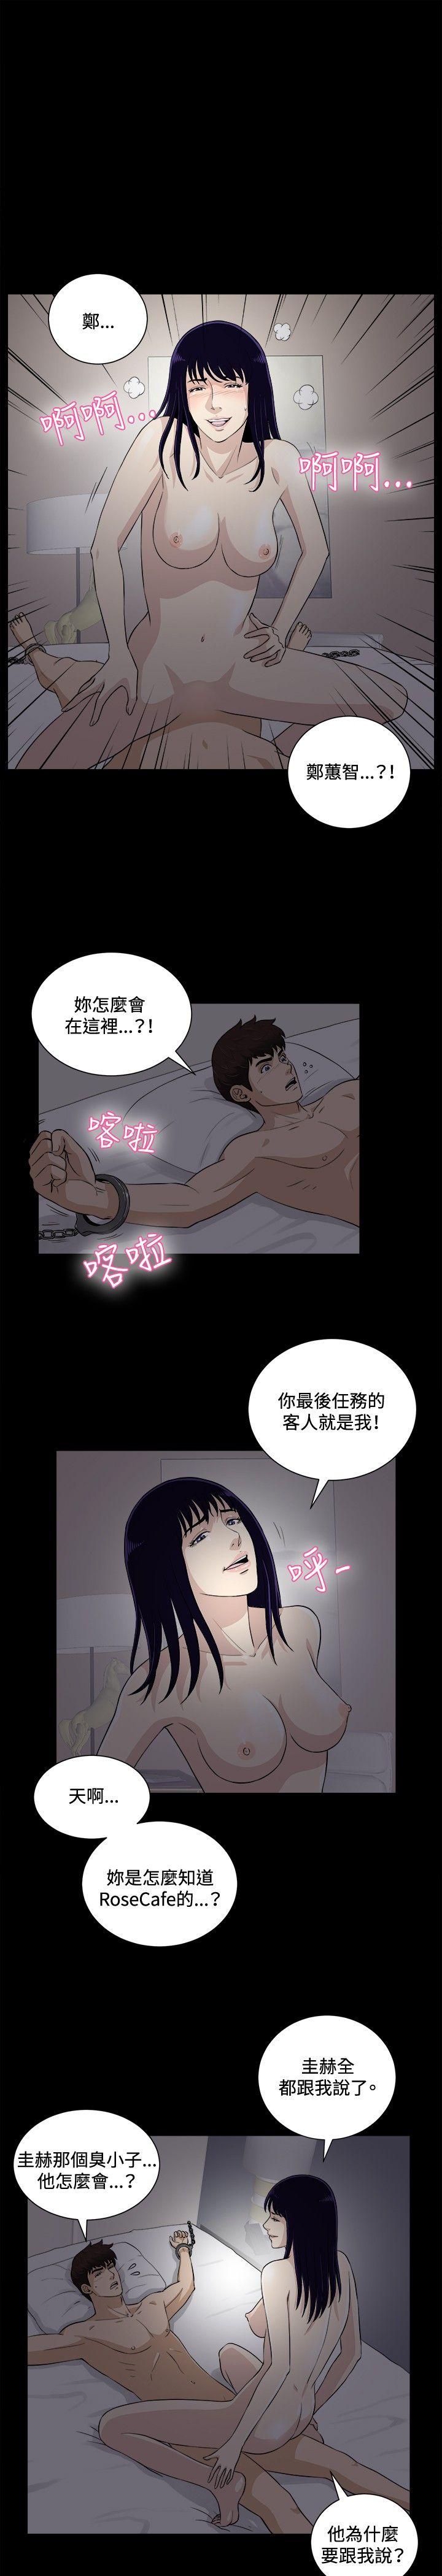 鄭...
啊啊...
啊啊...
鄭蕙智...?!
妳怎麼會
在這裡...?!
喀啦
喀啦
你最後任務的
客人就是我!
呼-
天啊...
妳是怎麼知道
RoseCafe的...?
圭赫全
都跟我說了。
圭赫那個臭小子...
他怎麼會...?
他為什麼
要跟我說?